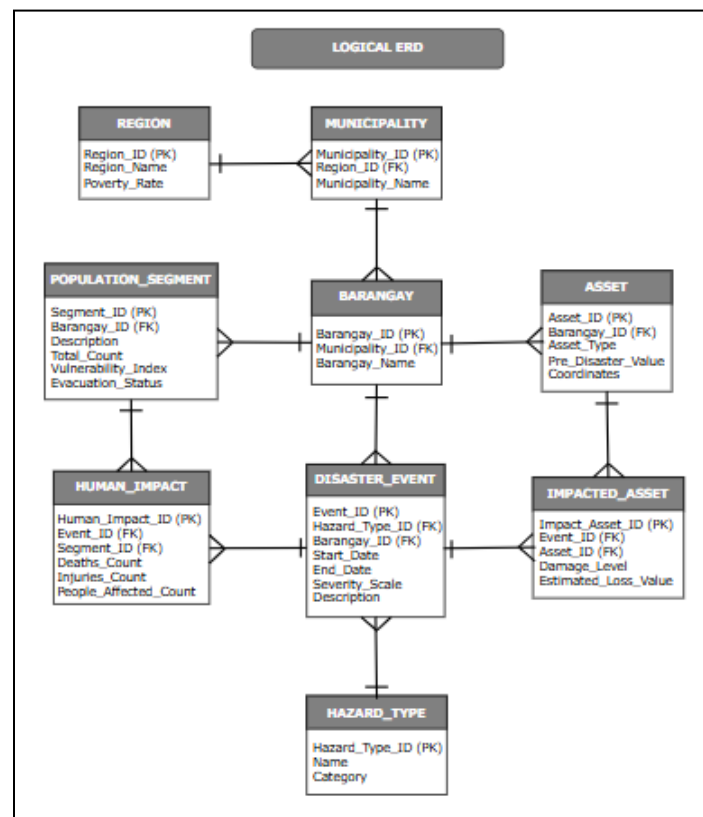 LOGICAL ERD
REGION
Region_ID (PK)
Region_Name
Poverty_Rate
MUNICIPALITY
Municipality_ID (PK)
Region_ID (FK)
Municipality_Name
POPULATION_SEGMENT
Segment_ID (PK)
Barangay_ID (FK)
Description
Total_Count
Vulnerability_Index
Evacuation_Status
BARANGAY
Barangay_ID (PK)
Municipality_ID (FK)
Barangay_Name
ASSET
Asset_ID (PK)
Barangay_ID (FK)
Asset_Type
Pre_Disaster_Value
Coordinates
HUMAN_IMPACT
Human_Impact_ID (PK)
Event_ID (FK)
Segment_ID (FK)
Deaths_Count
Injuries_Count
People_Affected_Count
DISASTER_EVENT
Event_ID (PK)
Hazard_Type_ID (FK)
Barangay_ID (FK)
Start_Date
End_Date
Severity_Scale
Description
IMPACTED_ASSET
Impact_Asset_ID (PK)
Event_ID (FK)
Asset_ID (FK)
Damage_Level
Estimated_Loss_Value
HAZARD_TYPE
Hazard_Type_ID (PK)
Name
Category